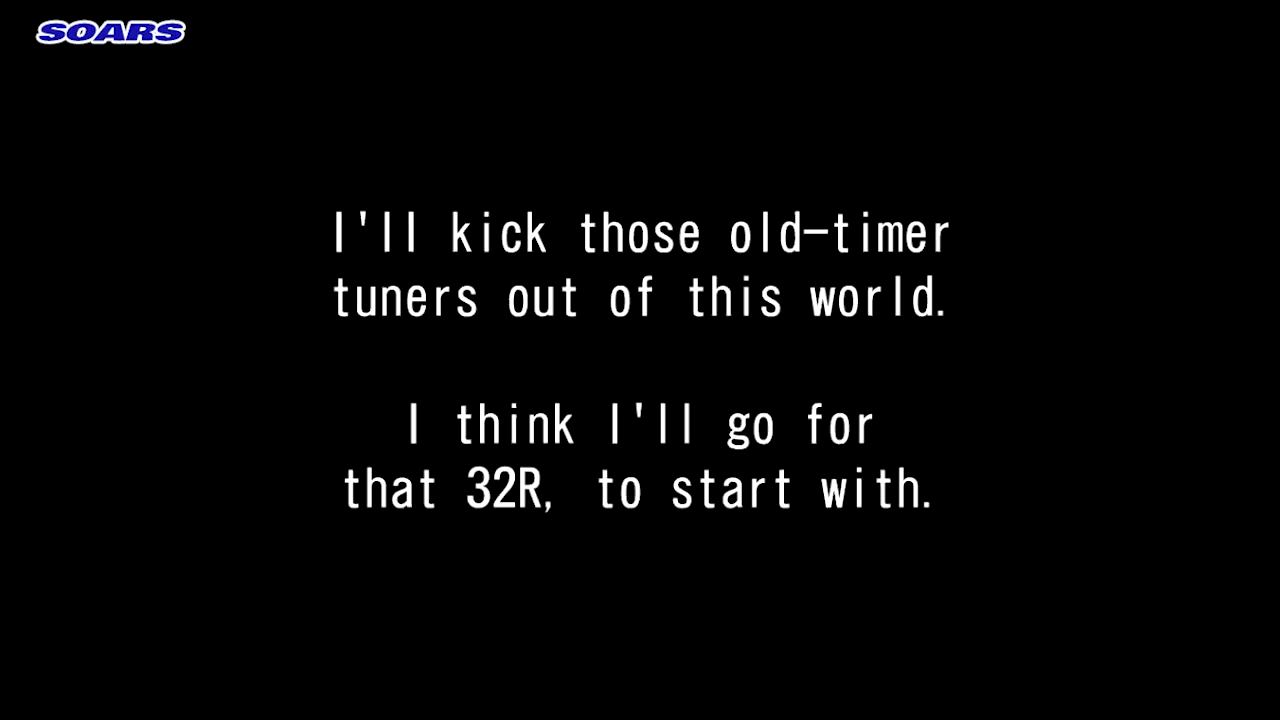 SOARS
I'll kick those old-timer
tuners out of this world.
I think I'll go for
that 32R, to start with.